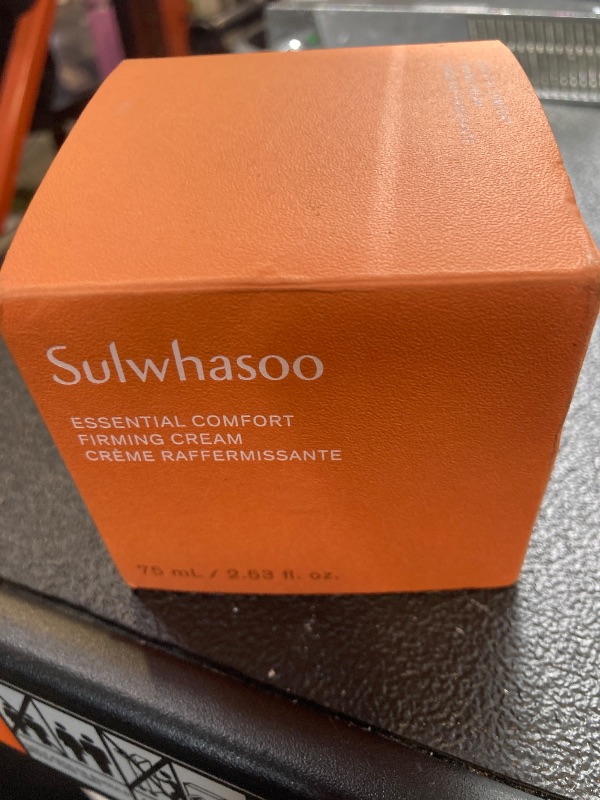 Sulwhasoo
ESSENTIAL COMFORT
FIRMING CREAM
CRÈME RAFFERMISSANTE
75 mL / 2.53 fl. oz.